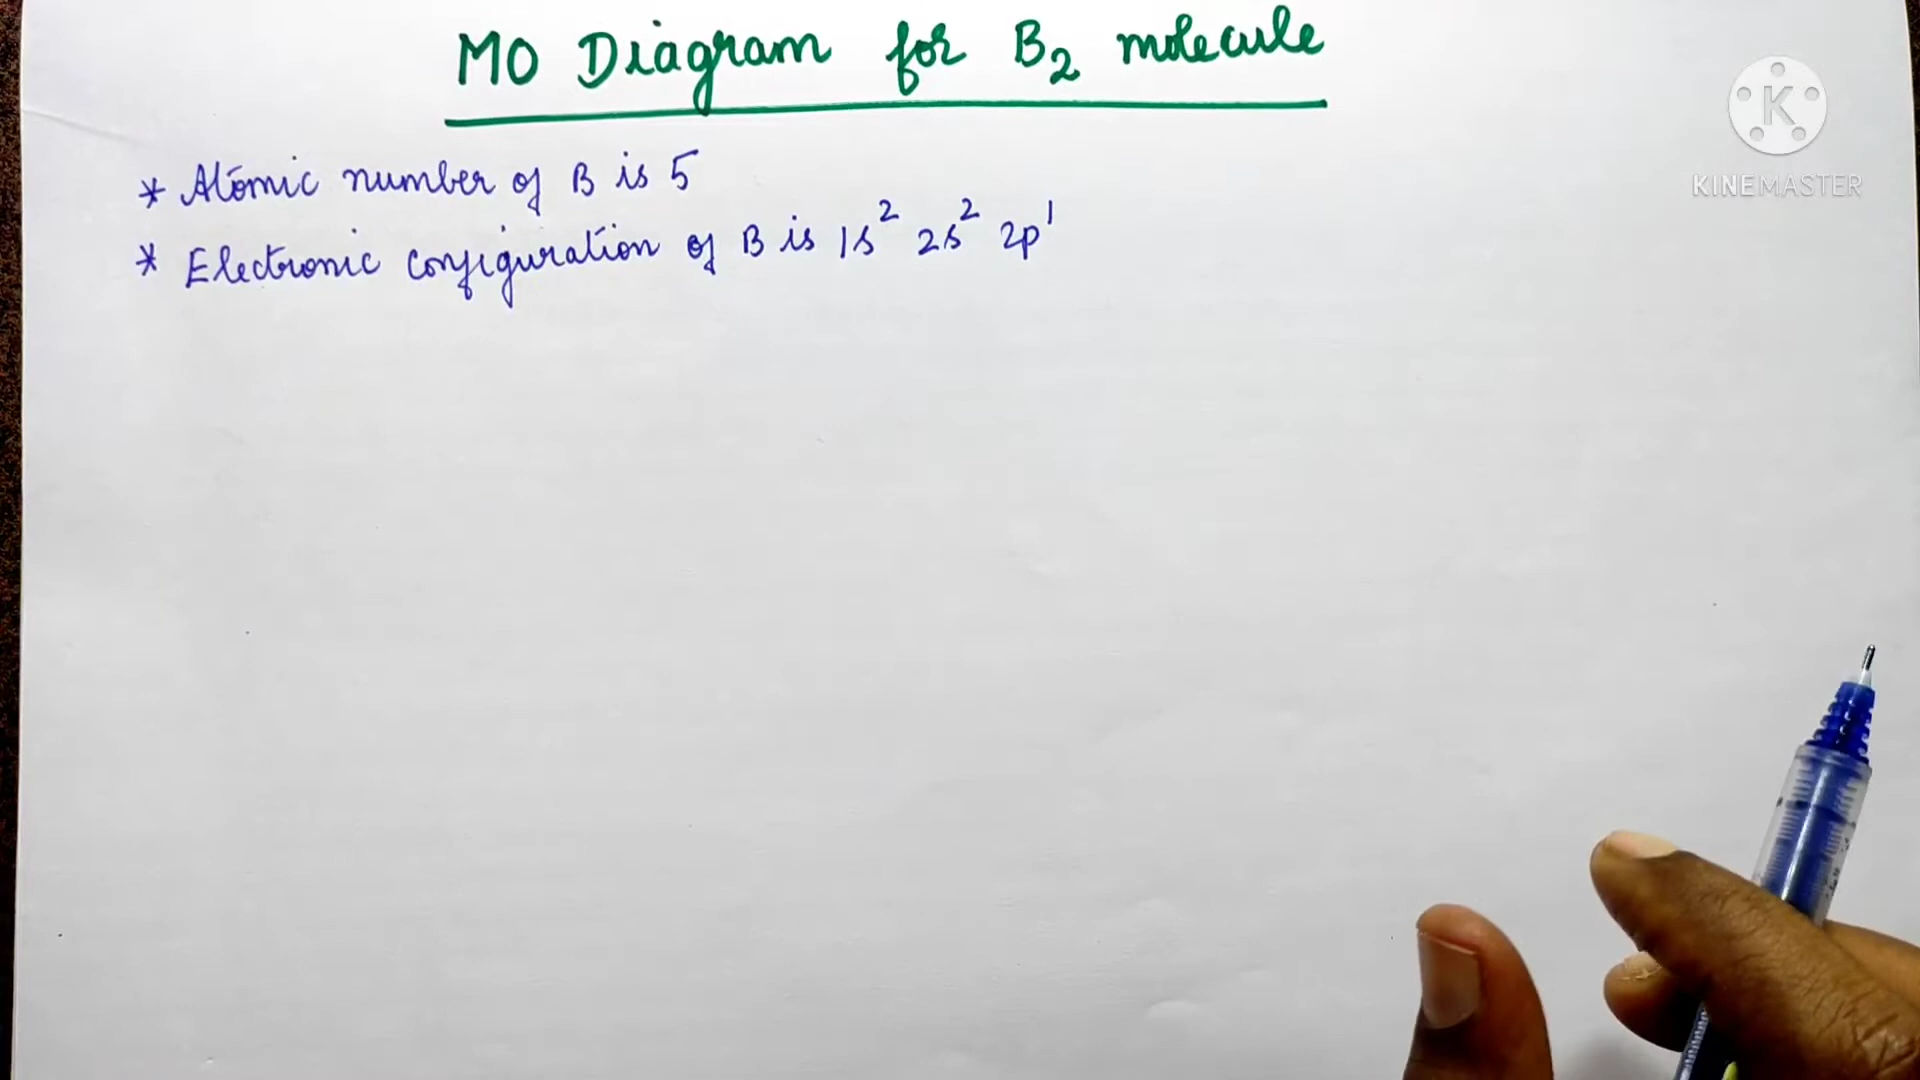 MO Diagram for B₂ molecule
K
KINEMASTER
* Atomic number of B is 5
* Electronic configuration of B is 1s² 2s² 2p¹